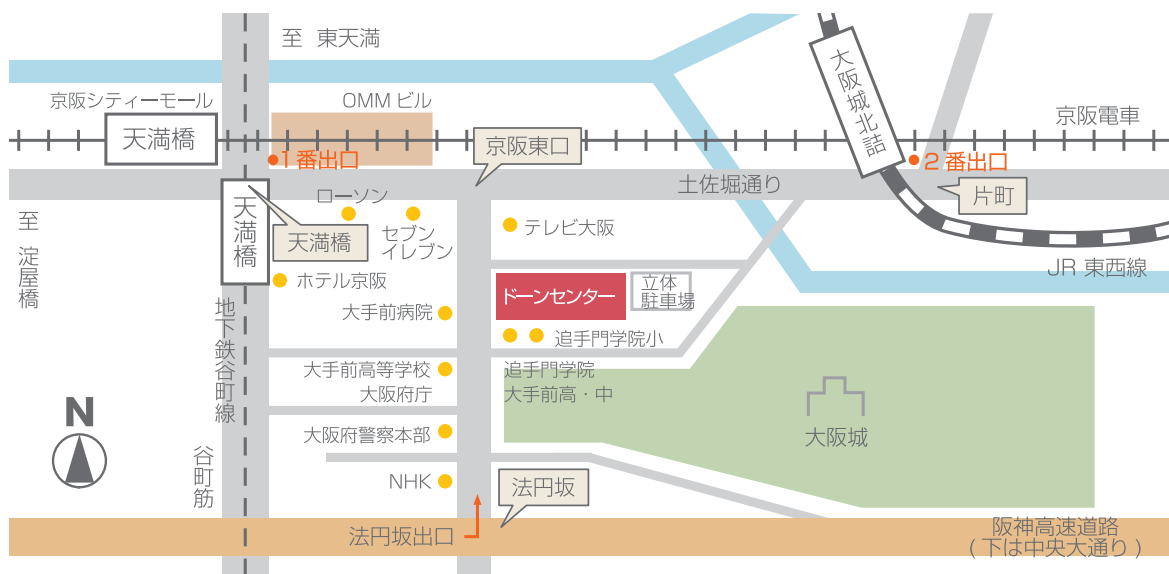 至 東天満
京阪シティーモール
OMM ビル
天満橋
京阪東口
大阪城北詰
京阪電車
1番出口
2番出口
土佐堀通り
片町
至 淀屋橋
天満橋
ローソン
セブン
イレブン
天満橋
テレビ大阪
ホテル京阪
JR 東西線
ドーンセンター
立体
駐車場
大手前病院
地下鉄谷町線
追手門学院小
大手前高等学校
追手門学院
大阪府庁
大手前高・中
N
大阪府警察本部
大阪城
谷町筋
NHK
法円坂
法円坂出口
阪神高速道路
(下は中央大通り)